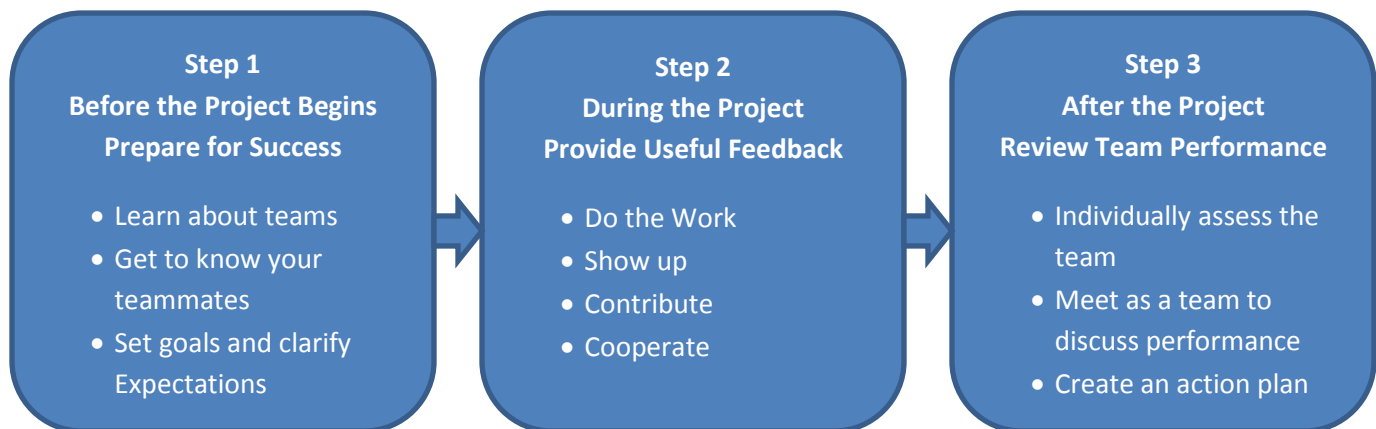 Step 1
Before the Project Begins
Prepare for Success
• Learn about teams
• Get to know your
teammates
• Set goals and clarify
Expectations
Step 2
During the Project
Provide Useful Feedback
• Do the Work
• Show up
• Contribute
• Cooperate
Step 3
After the Project
Review Team Performance
• Individually assess the
team
• Meet as a team to
discuss performance
• Create an action plan